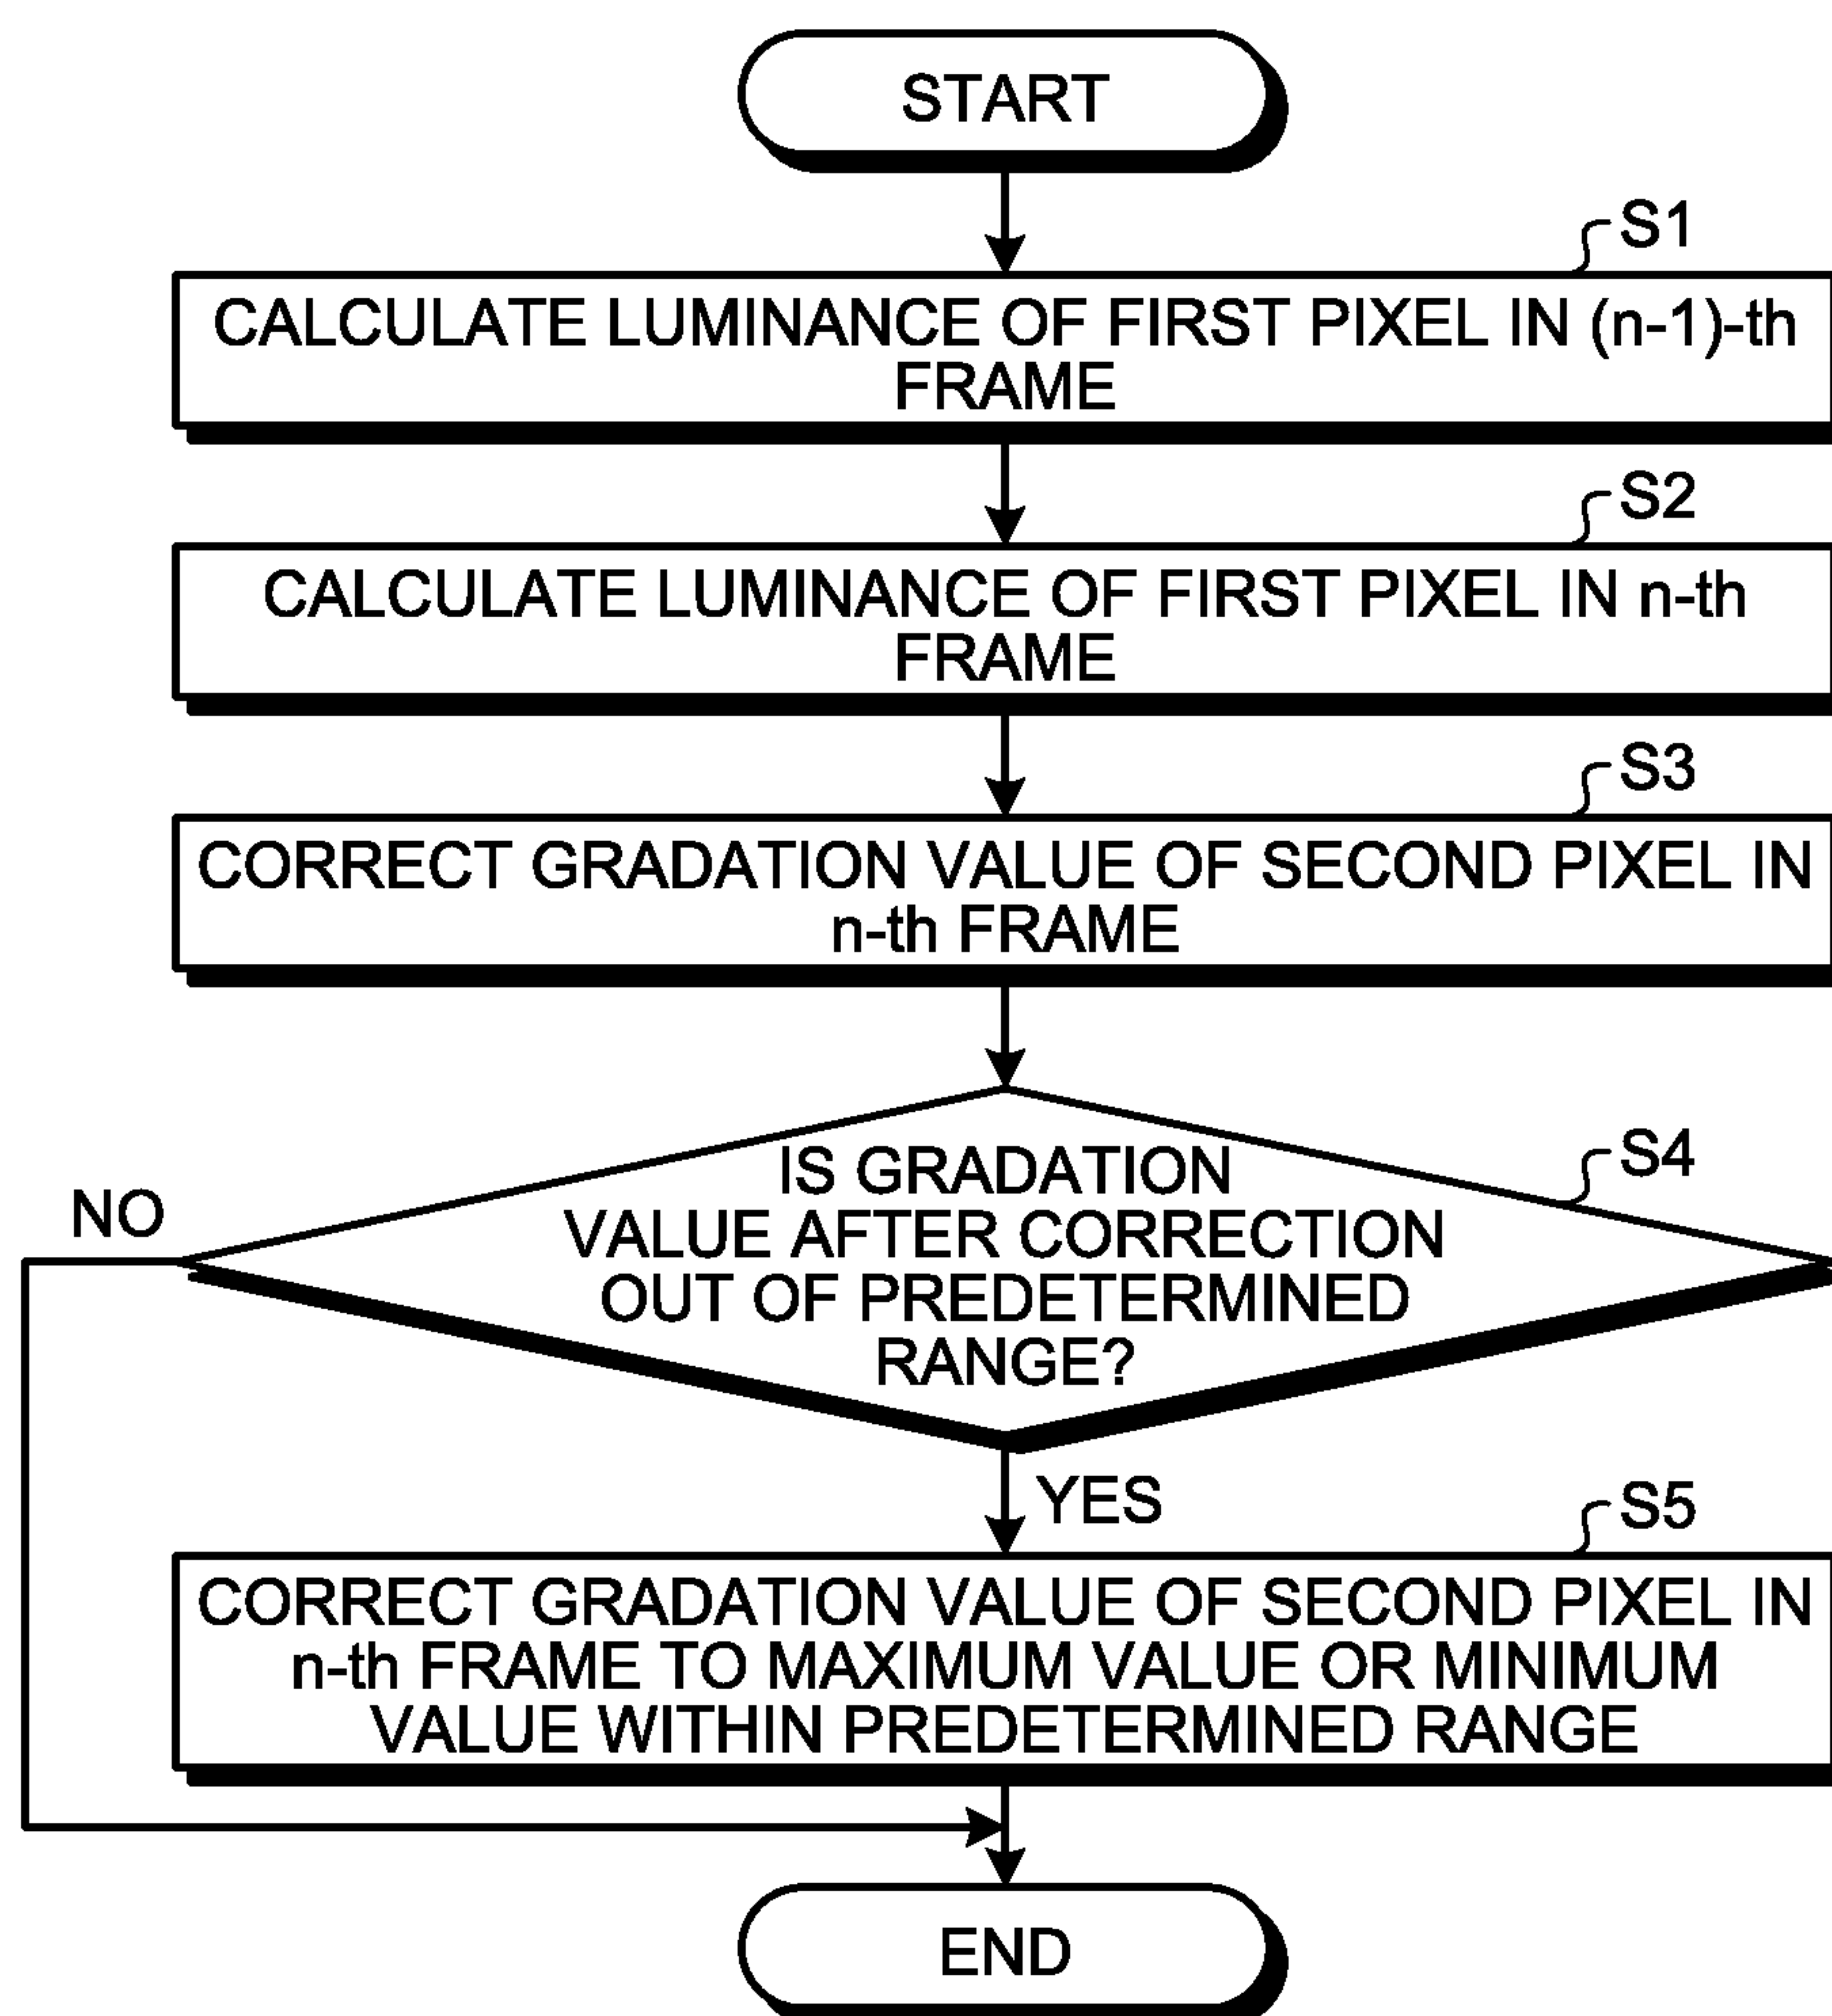 START
S1
CALCULATE LUMINANCE OF FIRST PIXEL IN (n-1)-th
FRAME
S2
CALCULATE LUMINANCE OF FIRST PIXEL IN n-th
FRAME
S3
CORRECT GRADATION VALUE OF SECOND PIXEL IN
n-th FRAME
S4
IS GRADATION
VALUE AFTER CORRECTION
OUT OF PREDETERMINED
RANGE?
NO
YES
S5
CORRECT GRADATION VALUE OF SECOND PIXEL IN
n-th FRAME TO MAXIMUM VALUE OR MINIMUM
VALUE WITHIN PREDETERMINED RANGE
END